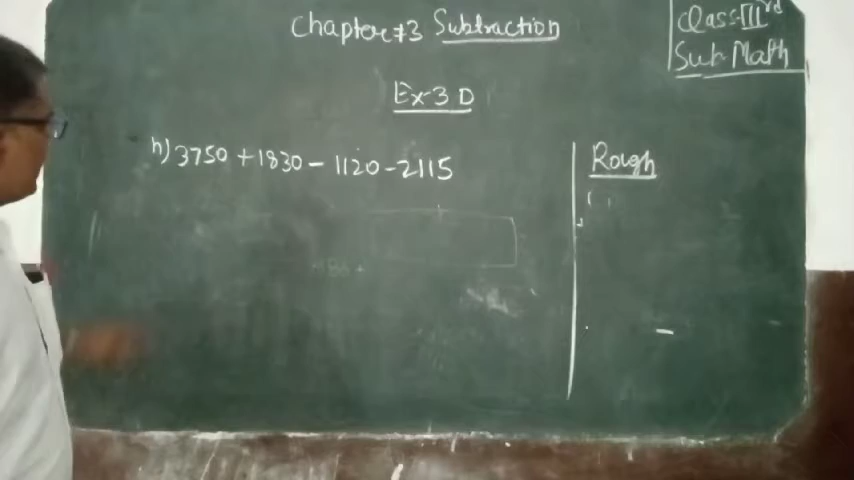 Chapter #3 Subtraction
Class-IIIrd
Sub-Math
Ex-3 D
h) 3750 + 1830 - 1120 - 2115
Rough